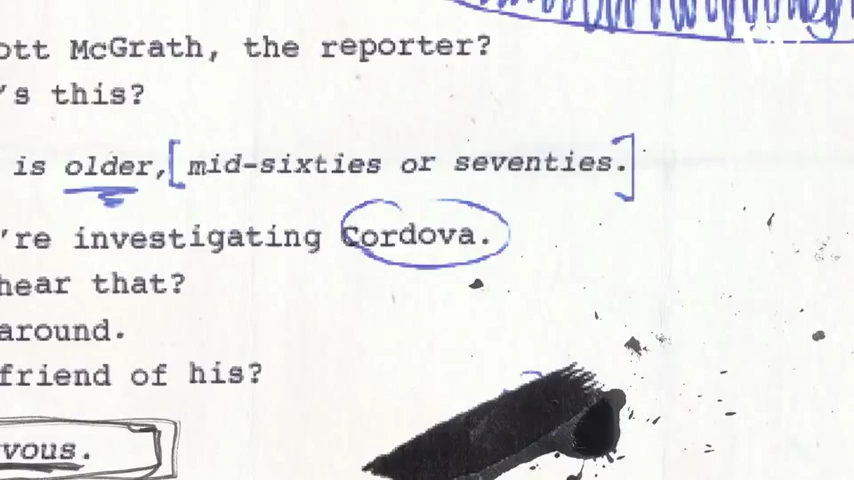 ott McGrath, the reporter?
's this?
is older, [mid-sixties or seventies.]
're investigating Cordova.
hear that?
around.
friend of his?
vous.